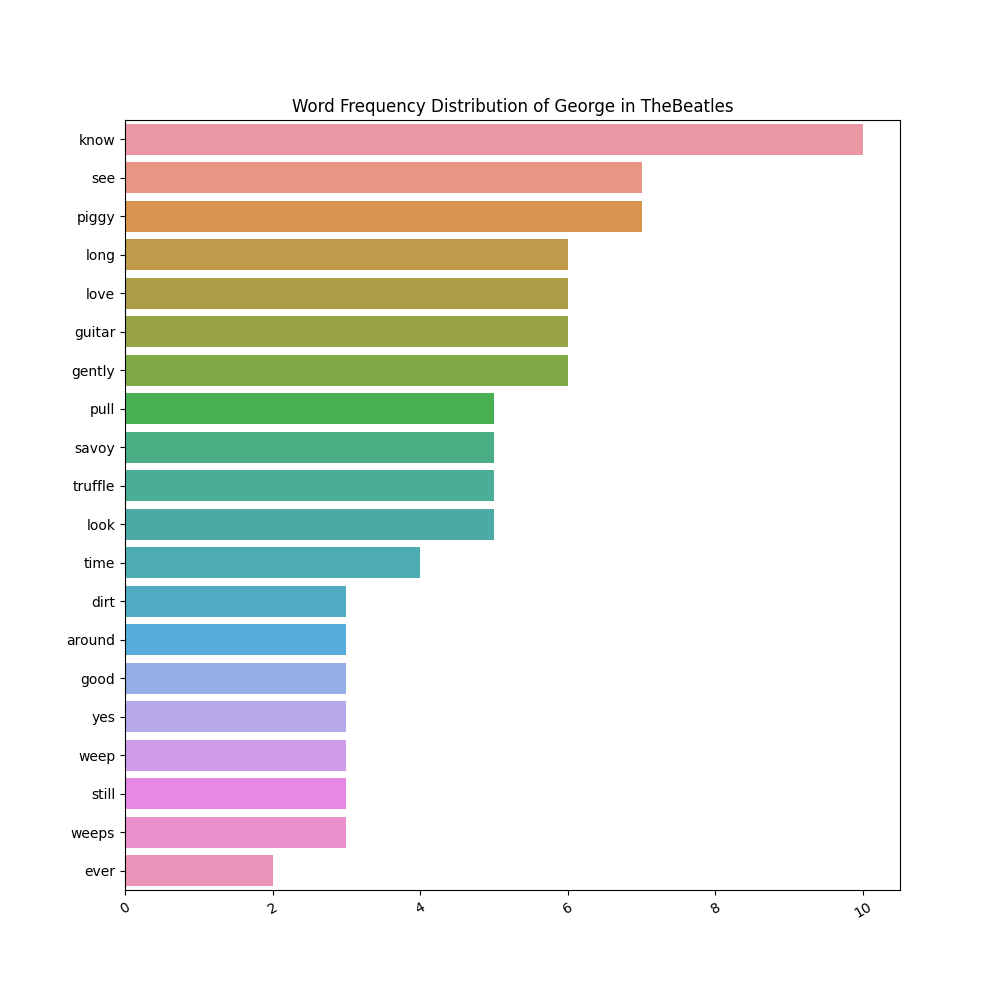 Word Frequency Distribution of George in TheBeatles
know
see
piggy
long
love
guitar
gently
pull
savoy
truffle
look
time
dirt
around
good
yes
weep
still
weeps
ever
0 2 4 6 8 10